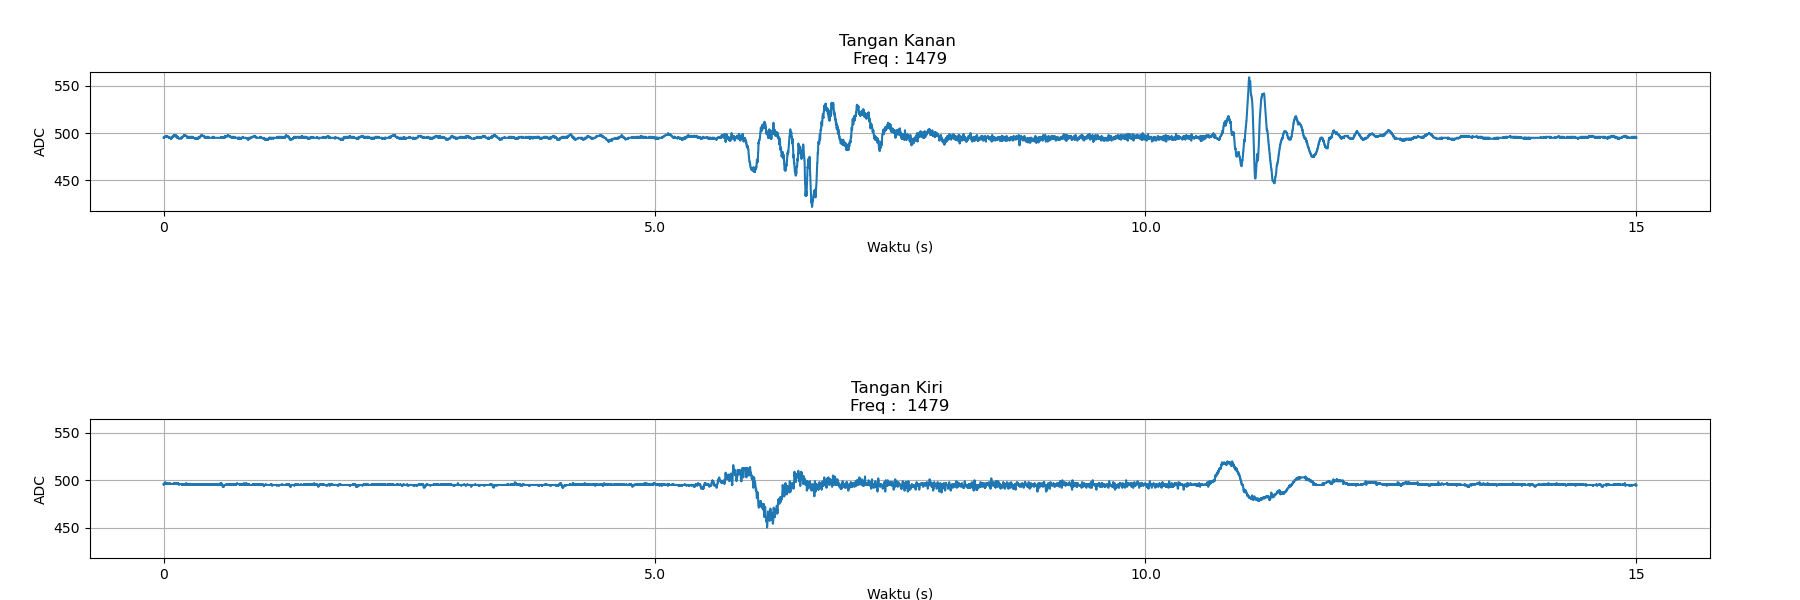 Tangan Kanan
Freq : 1479
550
500
450
ADC
0 5.0 10.0 15
Waktu (s)
Tangan Kiri
Freq :  1479
550
500
450
ADC
0 5.0 10.0 15
Waktu (s)